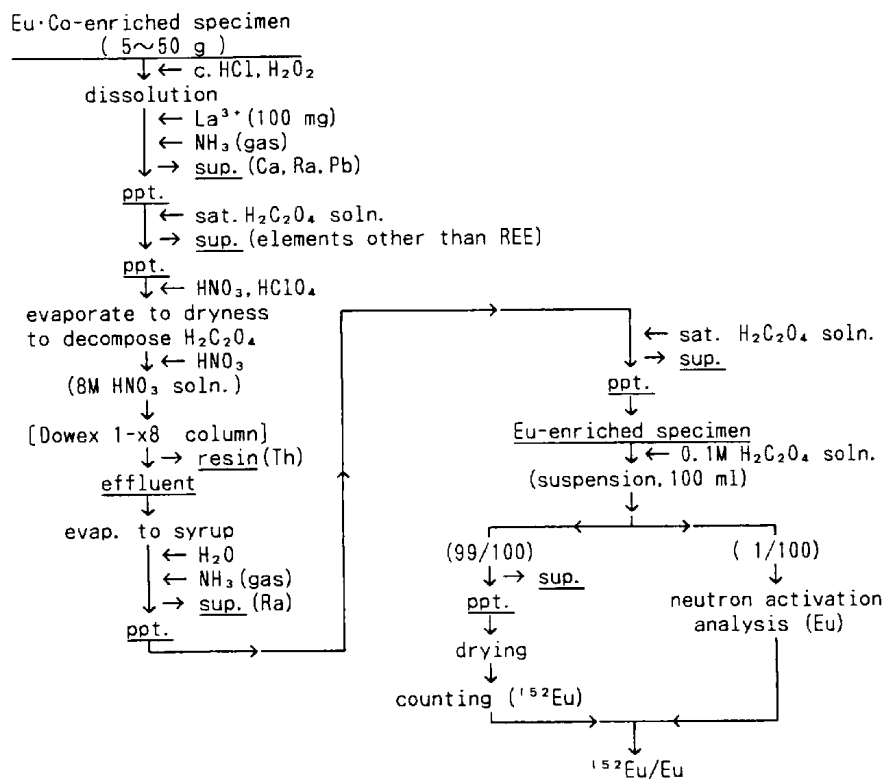 Eu·Co-enriched specimen
( 5～50 g)
← c. HCl, H₂O₂
dissolution
← La³⁺ (100 mg)
← NH₃ (gas)
→ sup. (Ca, Ra, Pb)
ppt.
← sat. H₂C₂O₄ soln.
→ sup. (elements other than REE)
ppt.
← HNO₃, HClO₄
evaporate to dryness
to decompose H₂C₂O₄
← HNO₃
(8M HNO₃ soln.)
[Dowex 1-x8 column]
→ resin (Th)
effluent
evap. to syrup
← H₂O
← NH₃ (gas)
→ sup. (Ra)
ppt.
← sat. H₂C₂O₄ soln.
→ sup.
ppt.
Eu-enriched specimen
← 0.1M H₂C₂O₄ soln.
(suspension, 100 ml)
(99/100)
→ sup.
ppt.
drying
counting (¹⁵²Eu)
( 1/100)
neutron activation
analysis (Eu)
¹⁵²Eu/Eu